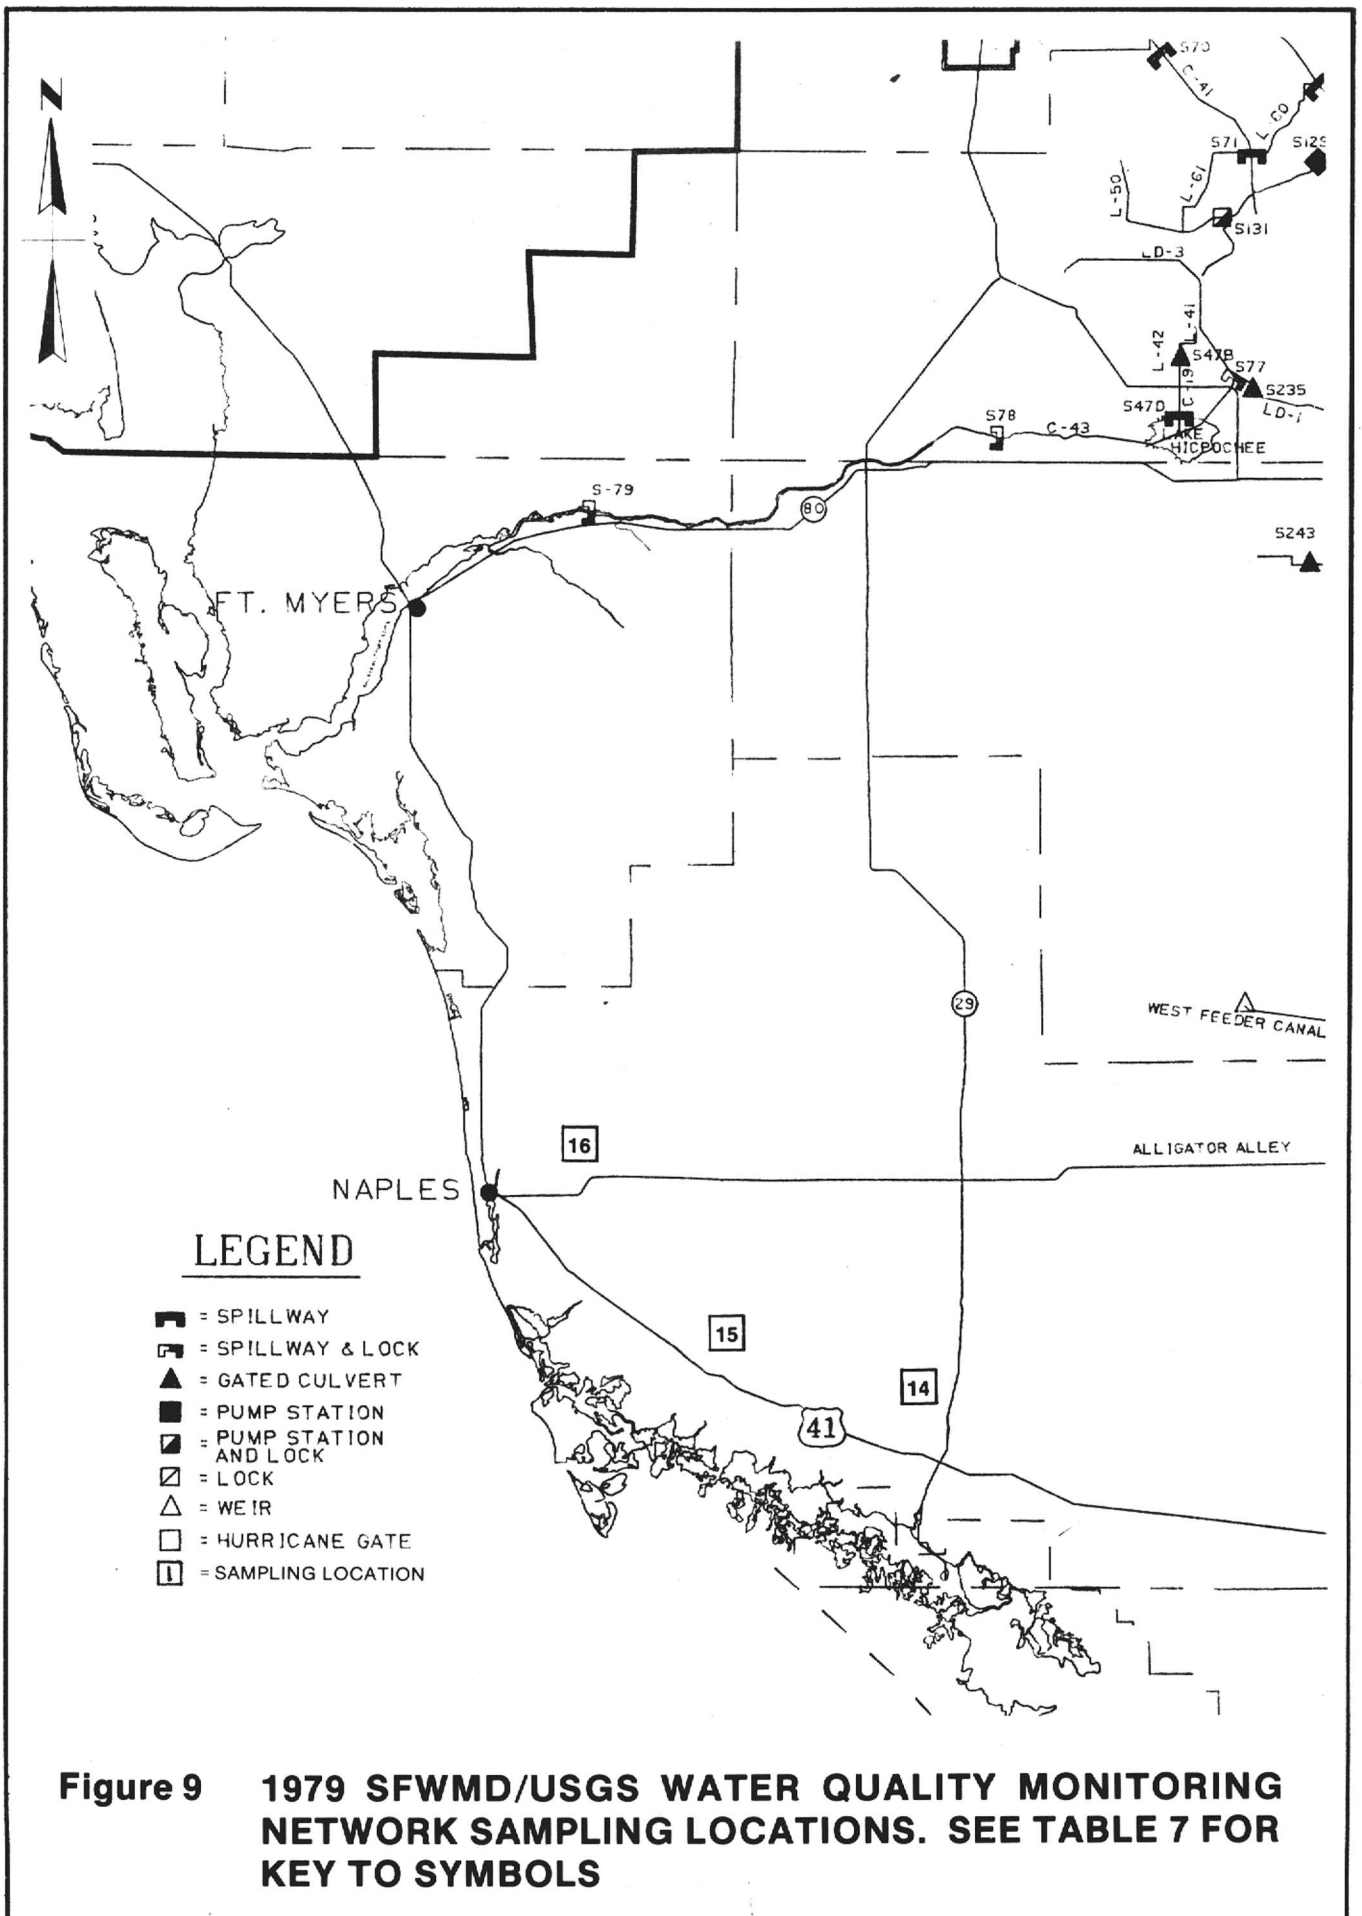 N
S70
C-41
L-60
S71
S129
L-50
L-61
S131
LD-3
L-41
L-42
S47B
S77
C-19
S235
S47D
LD-1
S78
C-43
LAKE
HICPOCHEE
S-79
80
S243
FT. MYERS
29
WEST FEEDER CANAL
16
ALLIGATOR ALLEY
NAPLES
LEGEND
= SPILLWAY
= SPILLWAY & LOCK
= GATED CULVERT
= PUMP STATION
= PUMP STATION
AND LOCK
= LOCK
= WEIR
= HURRICANE GATE
1 = SAMPLING LOCATION
15
14
41
Figure 9 1979 SFWMD/USGS WATER QUALITY MONITORING
NETWORK SAMPLING LOCATIONS. SEE TABLE 7 FOR
KEY TO SYMBOLS